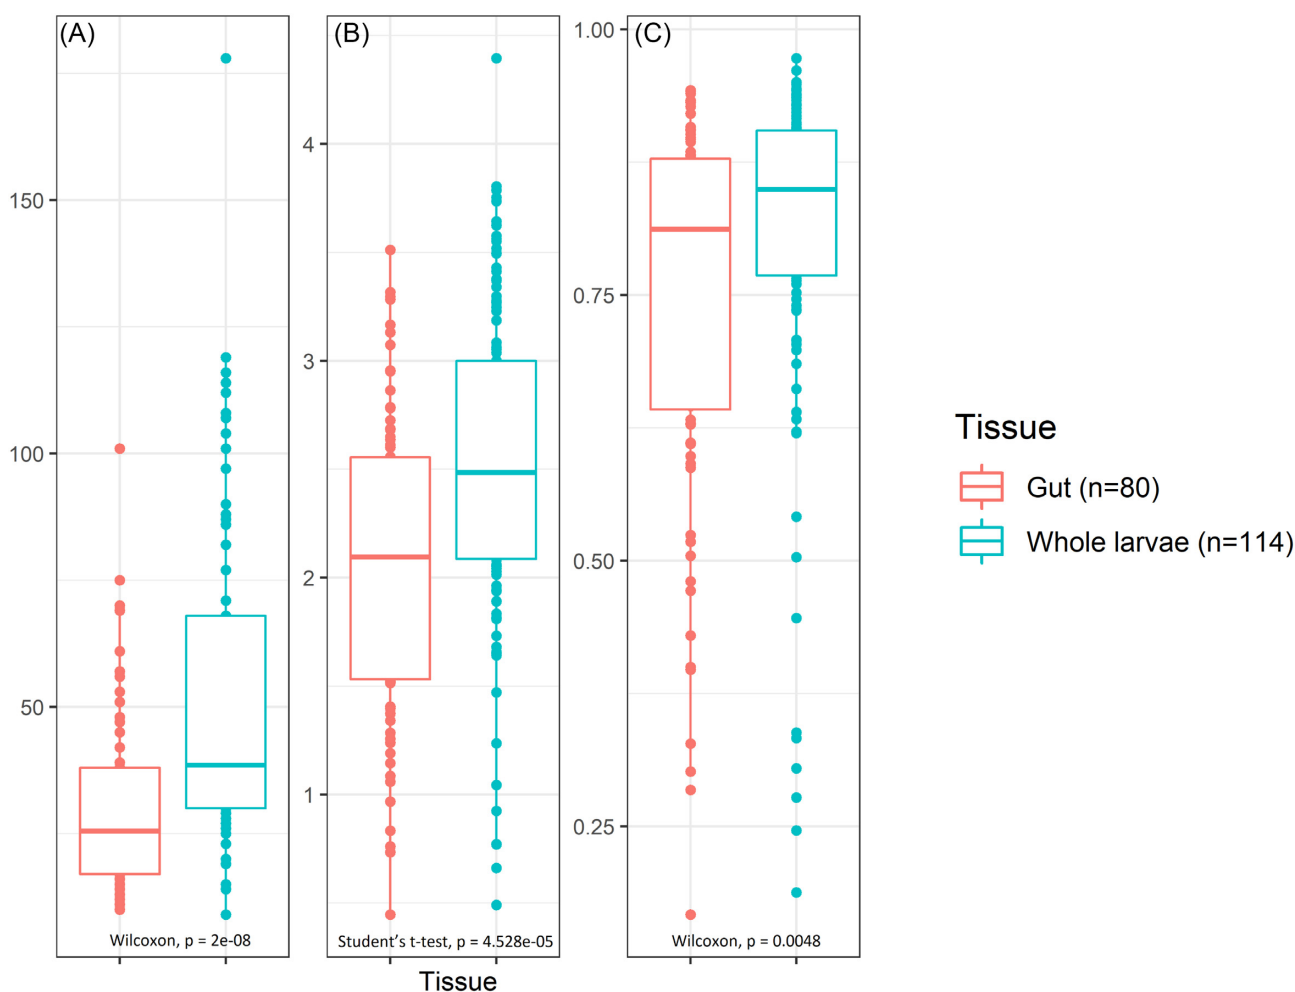 (A)
150
100
50
Wilcoxon, p = 2e-08
(B)
4
3
2
1
Student's t-test, p = 4.528e-05
(C)
1.00
0.75
0.50
0.25
Wilcoxon, p = 0.0048
Tissue
Tissue
Gut (n=80)
Whole larvae (n=114)